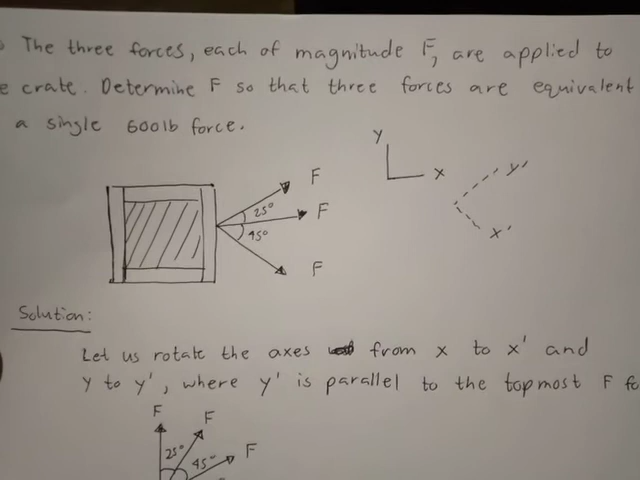 The three forces, each of magnitude F, are applied to
e crate. Determine F so that three forces are equivalent
a single 600lb force.
y
x
y'
x'
F
25°
F
45°
F
Solution:
Let us rotate the axes from x to x' and
y to y', where y' is parallel to the topmost F fo
F
F
25°
45°
F